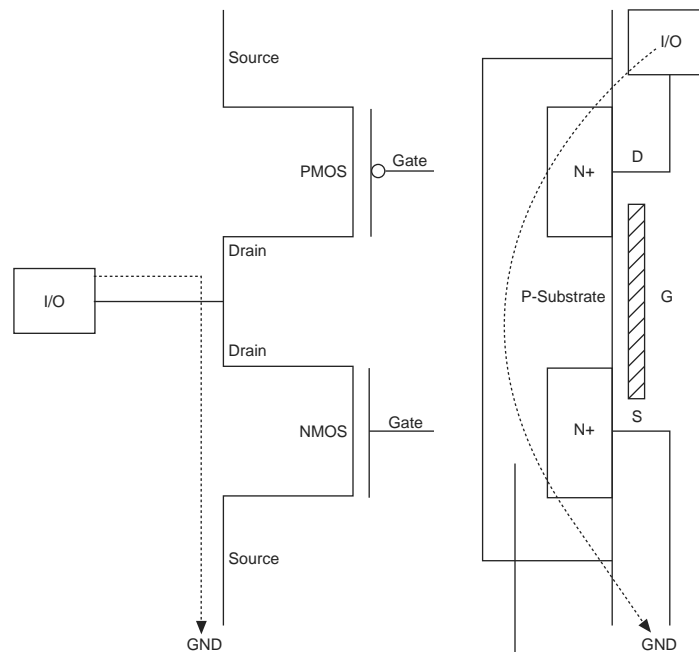 Source
PMOS
Gate
Drain
I/O
Drain
NMOS
Gate
Source
GND
I/O
D
N+
P-Substrate
G
S
N+
GND